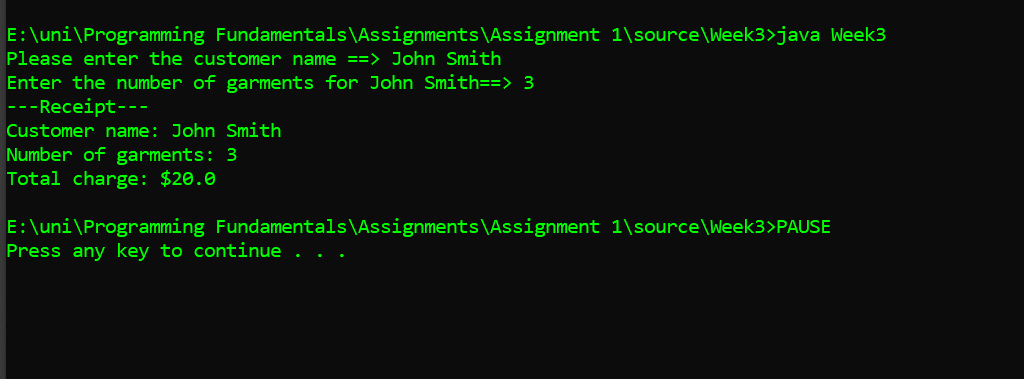 E:\uni\Programming Fundamentals\Assignments\Assignment 1\source\Week3>java Week3
Please enter the customer name ==> John Smith
Enter the number of garments for John Smith==> 3
---Receipt---
Customer name: John Smith
Number of garments: 3
Total charge: $20.0
E:\uni\Programming Fundamentals\Assignments\Assignment 1\source\Week3>PAUSE
Press any key to continue . . .